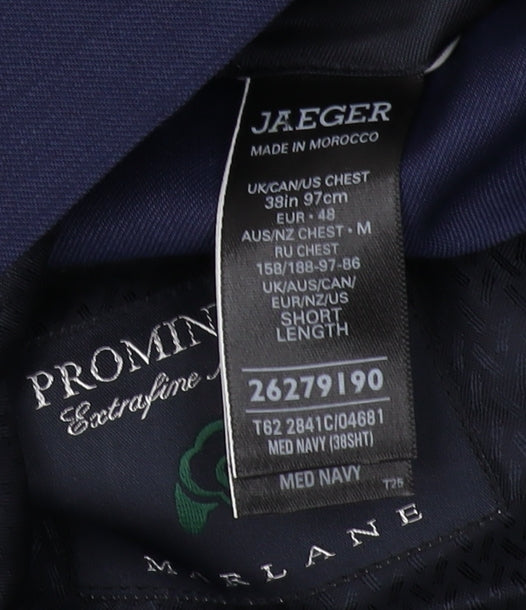 JAEGER
MADE IN MOROCCO
UK/CAN/US CHEST
38in 97cm
EUR • 48
AUS/NZ CHEST • M
RU CHEST
158/188-97-86
UK/AUS/CAN/
EUR/NZ/US
SHORT
LENGTH
26279190
T62 2841C/04681
MED NAVY (38SHT)
MED NAVY
T25
PROMIN
Extrafine
MARLANE